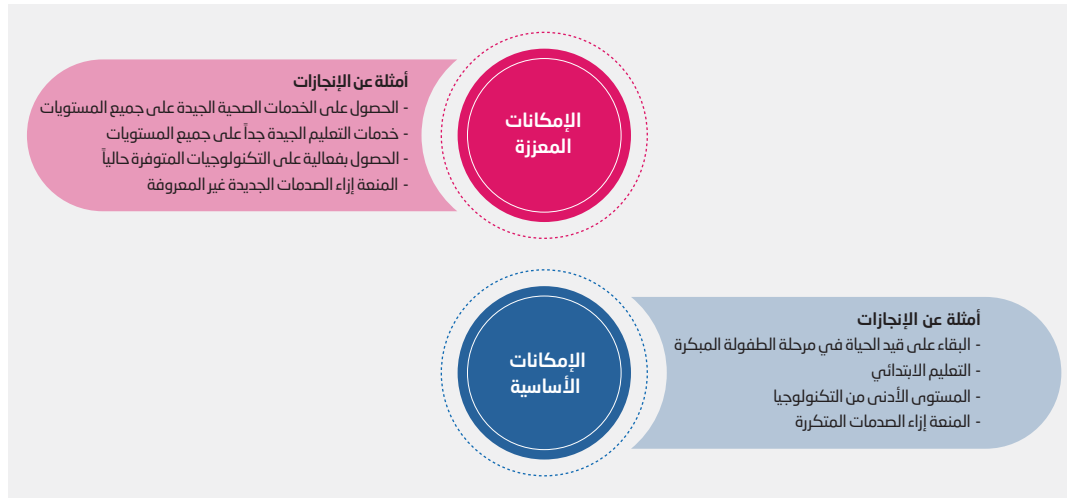 الإمكانات
المعززة
أمثلة عن الإنجازات
- الحصول على الخدمات الصحية الجيدة على جميع المستويات
- خدمات التعليم الجيدة جداً على جميع المستويات
- الحصول بفعالية على التكنولوجيات المتوفرة حالياً
- المنعة إزاء الصدمات الجديدة غير المعروفة
أمثلة عن الإنجازات
- البقاء على قيد الحياة في مرحلة الطفولة المبكرة
- التعليم الابتدائي
- المستوى الأدنى من التكنولوجيا
- المنعة إزاء الصدمات المتكررة
الإمكانات
الأساسية